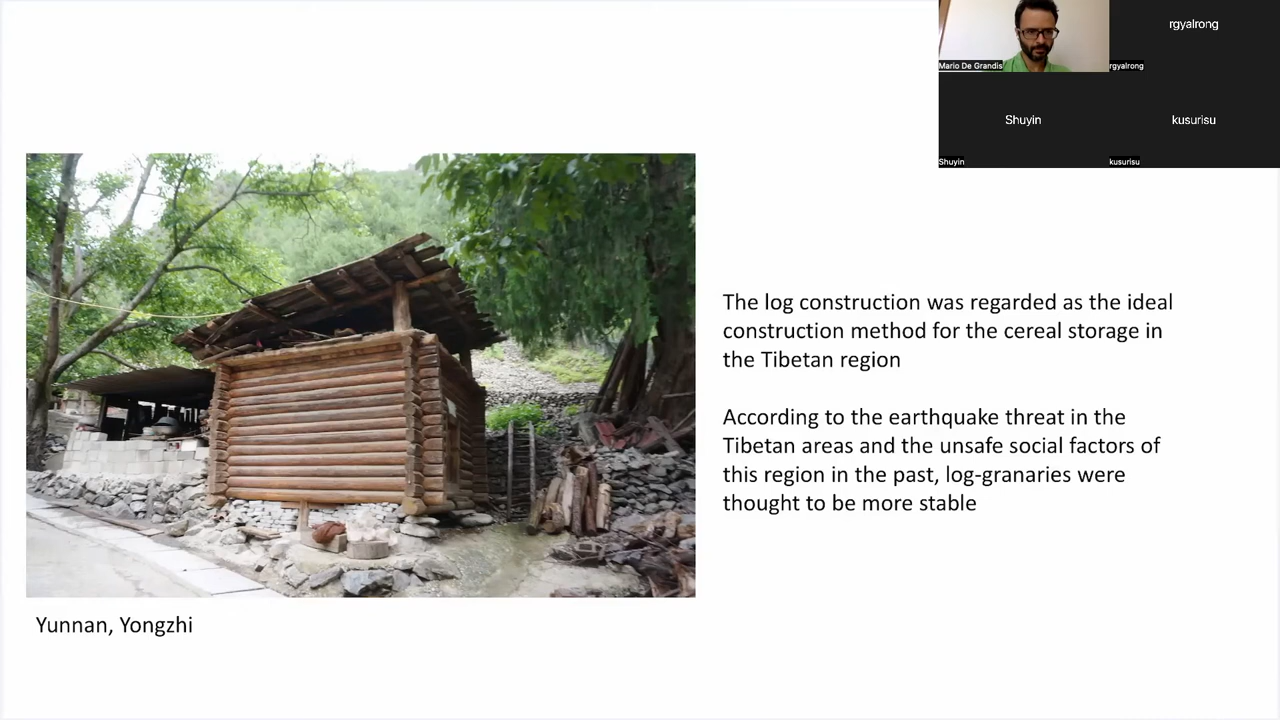 rgyalrong
Mario De Grandis
rgyalrong
Shuyin
kusurisu
Shuyin
kusurisu
The log construction was regarded as the ideal
construction method for the cereal storage in
the Tibetan region
According to the earthquake threat in the
Tibetan areas and the unsafe social factors of
this region in the past, log-granaries were
thought to be more stable
Yunnan, Yongzhi